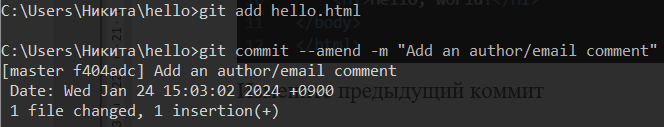 C:\Users\Никита\hello>git add hello.html
C:\Users\Никита\hello>git commit --amend -m "Add an author/email comment"
[master f404adc] Add an author/email comment
 Date: Wed Jan 24 15:03:02 2024 +0900
 1 file changed, 1 insertion(+)
предыдущий коммит